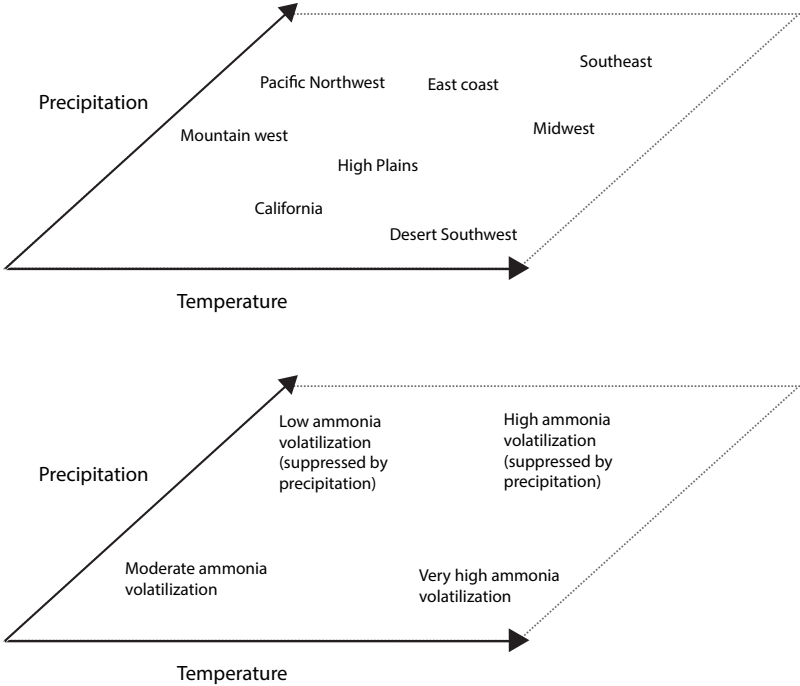 Southeast
Pacific Northwest
East coast
Precipitation
Midwest
Mountain west
High Plains
California
Desert Southwest
Temperature
Low ammonia
volatilization
(suppressed by
precipitation)
High ammonia
volatilization
(suppressed by
precipitation)
Precipitation
Moderate ammonia
volatilization
Very high ammonia
volatilization
Temperature